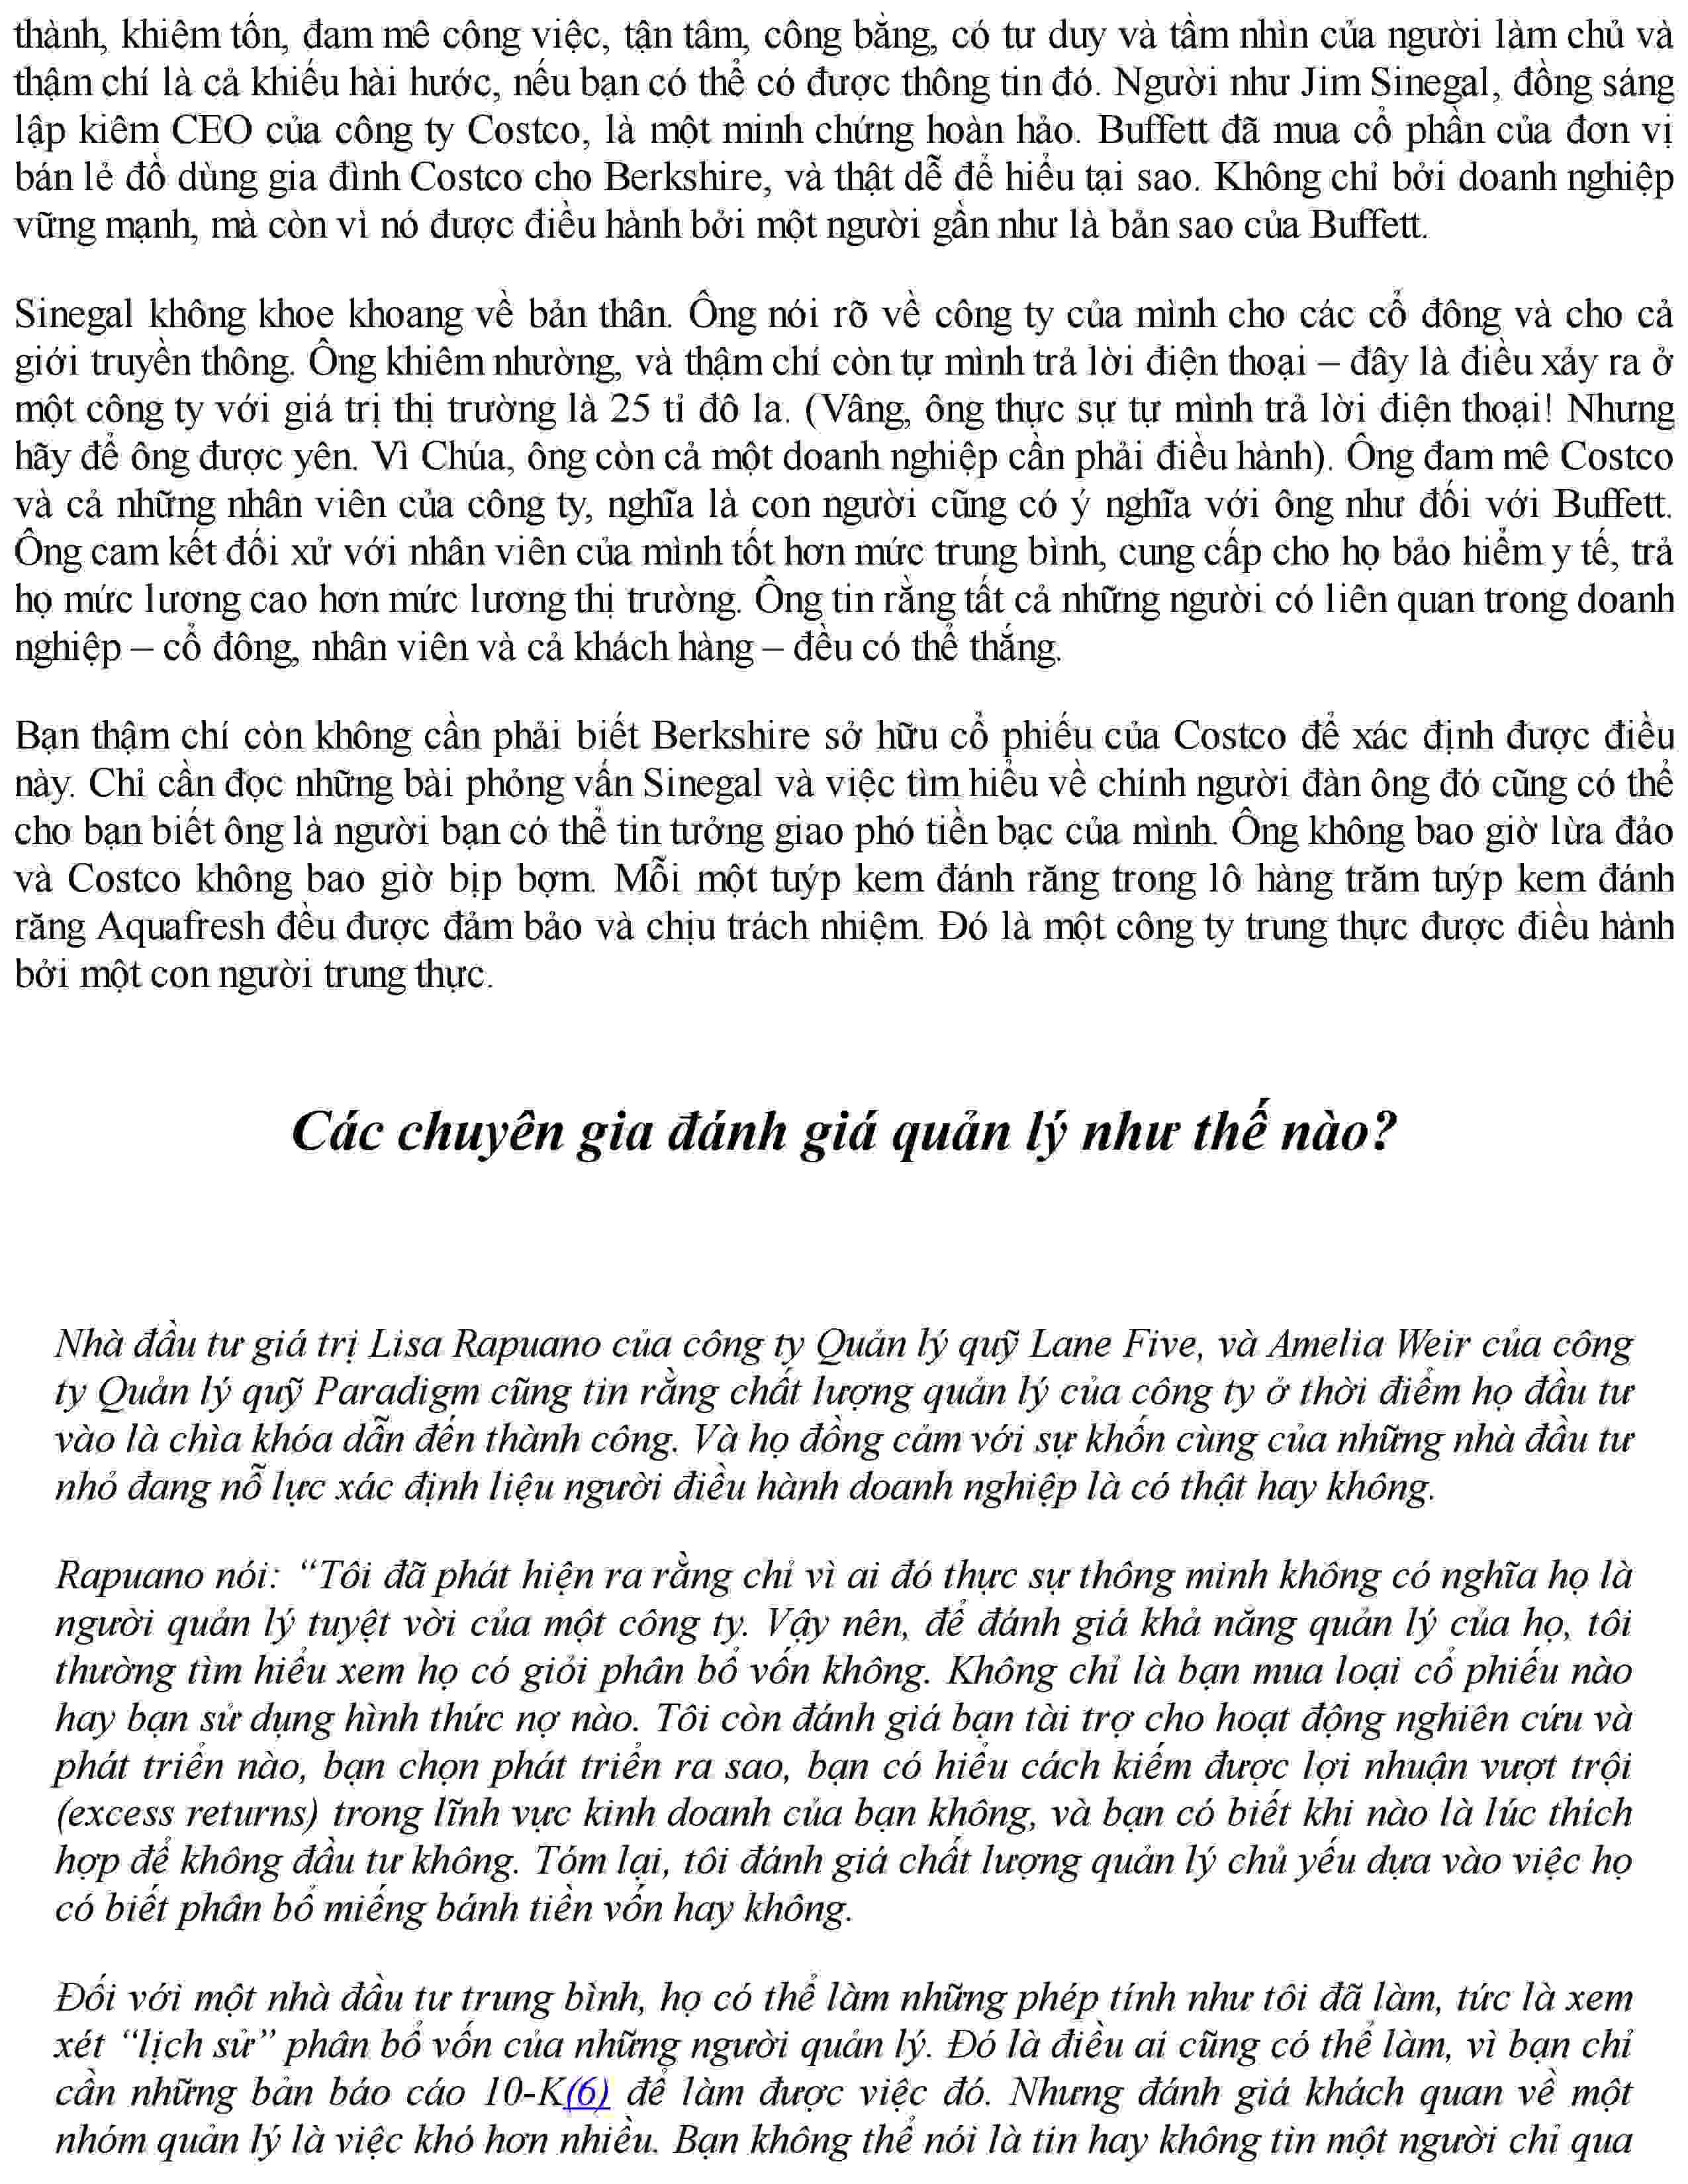 thành, khiêm tốn, đam mê công việc, tận tâm, công bằng, có tư duy và tầm nhìn của người làm chủ và
thậm chí là cả khiếu hài hước, nếu bạn có thể có được thông tin đó. Người như Jim Sinegal, đồng sáng
lập kiêm CEO của công ty Costco, là một minh chứng hoàn hảo. Buffett đã mua cổ phần của đơn vị
bán lẻ đồ dùng gia đình Costco cho Berkshire, và thật dễ để hiểu tại sao. Không chỉ bởi doanh nghiệp
vững mạnh, mà còn vì nó được điều hành bởi một người gần như là bản sao của Buffett.
Sinegal không khoe khoang về bản thân. Ông nói rõ về công ty của mình cho các cổ đông và cho cả
giới truyền thông. Ông khiêm nhường, và thậm chí còn tự mình trả lời điện thoại – đây là điều xảy ra ở
một công ty với giá trị thị trường là 25 tỉ đô la. (Vâng, ông thực sự tự mình trả lời điện thoại! Nhưng
hãy để ông được yên. Vì Chúa, ông còn cả một doanh nghiệp cần phải điều hành). Ông đam mê Costco
và cả những nhân viên của công ty, nghĩa là con người cũng có ý nghĩa với ông như đối với Buffett.
Ông cam kết đối xử với nhân viên của mình tốt hơn mức trung bình, cung cấp cho họ bảo hiểm y tế, trả
họ mức lương cao hơn mức lương thị trường. Ông tin rằng tất cả những người có liên quan trong doanh
nghiệp – cổ đông, nhân viên và cả khách hàng – đều có thể thắng.
Bạn thậm chí còn không cần phải biết Berkshire sở hữu cổ phiếu của Costco để xác định được điều
này. Chỉ cần đọc những bài phỏng vấn Sinegal và việc tìm hiểu về chính người đàn ông đó cũng có thể
cho bạn biết ông là người bạn có thể tin tưởng giao phó tiền bạc của mình. Ông không bao giờ lừa đảo
và Costco không bao giờ bịp bợm. Mỗi một tuýp kem đánh răng trong lô hàng trăm tuýp kem đánh
răng Aquafresh đều được đảm bảo và chịu trách nhiệm. Đó là một công ty trung thực được điều hành
bởi một con người trung thực.
Các chuyên gia đánh giá quản lý như thế nào?
Nhà đầu tư giá trị Lisa Rapuano của công ty Quản lý quỹ Lane Five, và Amelia Weir của công
ty Quản lý quỹ Paradigm cũng tin rằng chất lượng quản lý của công ty ở thời điểm họ đầu tư
vào là chìa khóa dẫn đến thành công. Và họ đồng cảm với sự khốn cùng của những nhà đầu tư
nhỏ đang nỗ lực xác định liệu người điều hành doanh nghiệp là có thật hay không.
Rapuano nói: “Tôi đã phát hiện ra rằng chỉ vì ai đó thực sự thông minh không có nghĩa họ là
người quản lý tuyệt vời của một công ty. Vậy nên, để đánh giá khả năng quản lý của họ, tôi
thường tìm hiểu xem họ có giỏi phân bổ vốn không. Không chỉ là bạn mua loại cổ phiếu nào
hay bạn sử dụng hình thức nợ nào. Tôi còn đánh giá bạn tài trợ cho hoạt động nghiên cứu và
phát triển nào, bạn chọn phát triển ra sao, bạn có hiểu cách kiếm được lợi nhuận vượt trội
(excess returns) trong lĩnh vực kinh doanh của bạn không, và bạn có biết khi nào là lúc thích
hợp để không đầu tư không. Tóm lại, tôi đánh giá chất lượng quản lý chủ yếu dựa vào việc họ
có biết phân bổ miếng bánh tiền vốn hay không.
Đối với một nhà đầu tư trung bình, họ có thể làm những phép tính như tôi đã làm, tức là xem
xét “lịch sử” phân bổ vốn của những người quản lý. Đó là điều ai cũng có thể làm, vì bạn chỉ
cần những bản báo cáo 10-K(6) để làm được việc đó. Nhưng đánh giá khách quan về một
nhóm quản lý là việc khó hơn nhiều. Bạn không thể nói là tin hay không tin một người chỉ qua